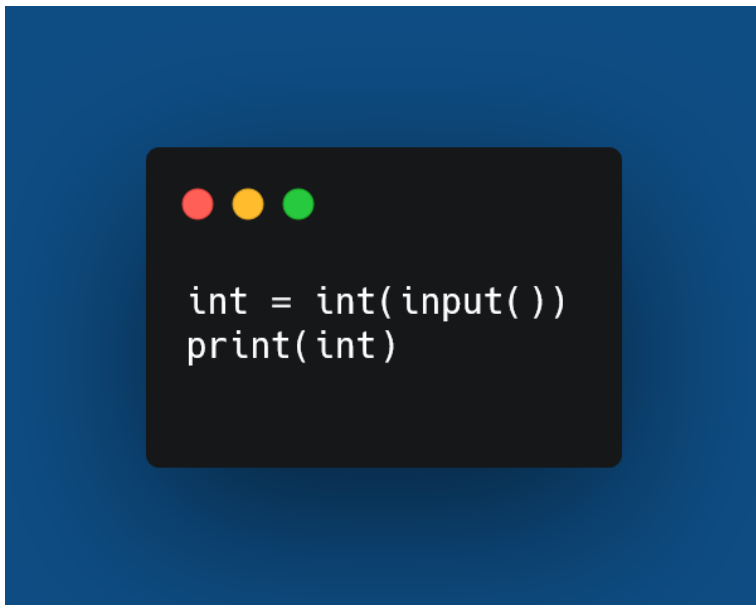 int = int(input())
print(int)